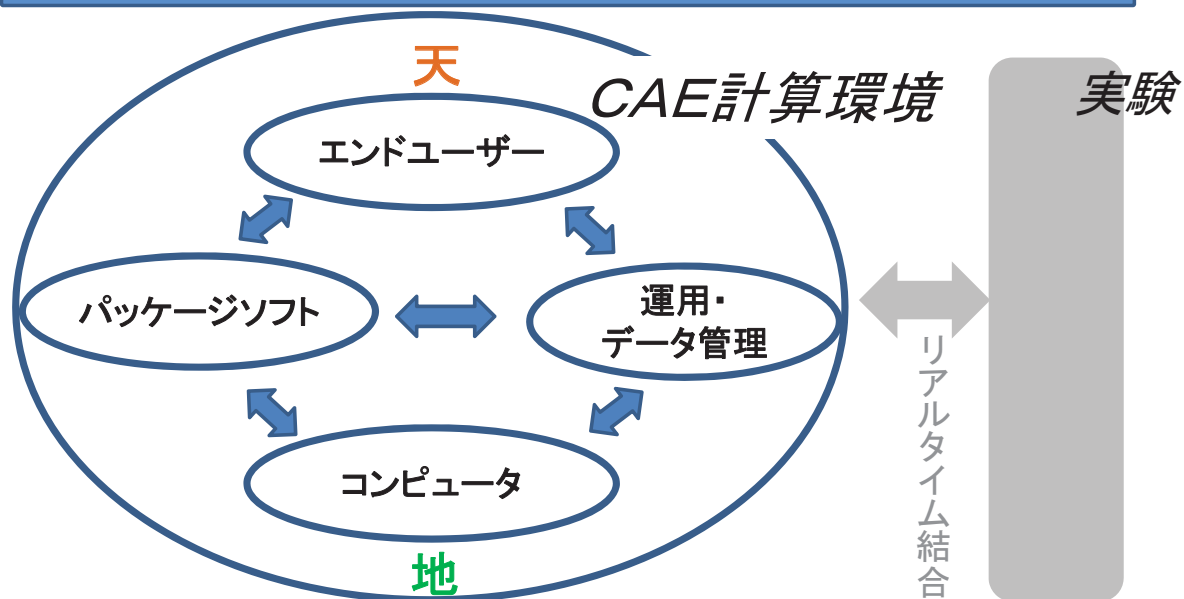 天
CAE計算環境
実験
エンドユーザー
パッケージソフト
運用・
データ管理
リアルタイム結合
コンピュータ
地